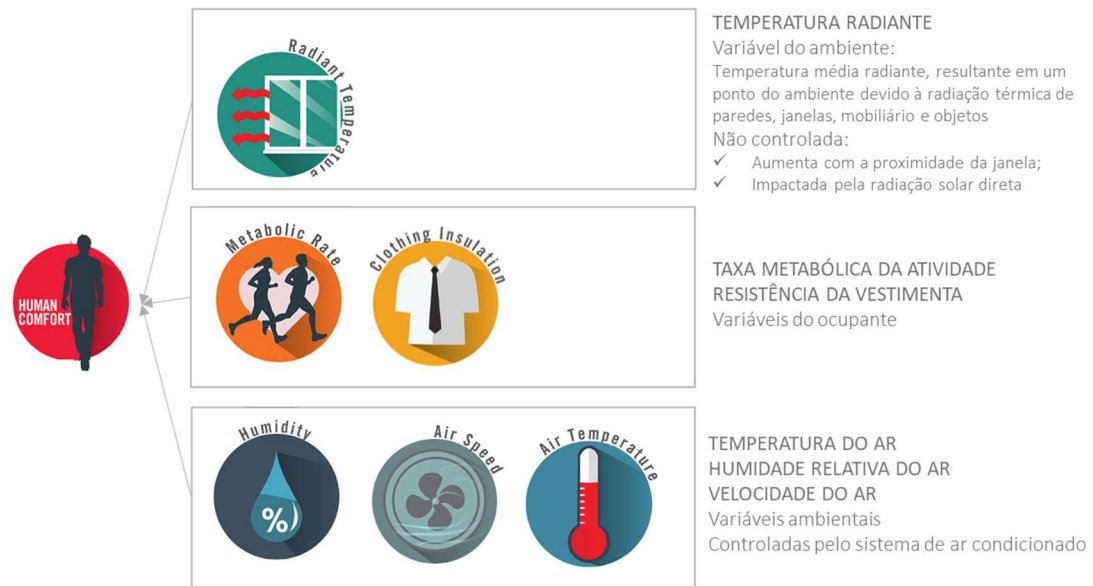 Radiant Temperature
TEMPERATURA RADIANTE
Variável do ambiente:
Temperatura média radiante, resultante em um
ponto do ambiente devido à radiação térmica de
paredes, janelas, mobiliário e objetos
Não controlada:
✓ Aumenta com a proximidade da janela;
✓ Impactada pela radiação solar direta
HUMAN
COMFORT
Metabolic Rate
Clothing Insulation
TAXA METABÓLICA DA ATIVIDADE
RESISTÊNCIA DA VESTIMENTA
Variáveis do ocupante
Humidity
%
Air Speed
Air Temperature
TEMPERATURA DO AR
HUMIDADE RELATIVA DO AR
VELOCIDADE DO AR
Variáveis ambientais
Controladas pelo sistema de ar condicionado